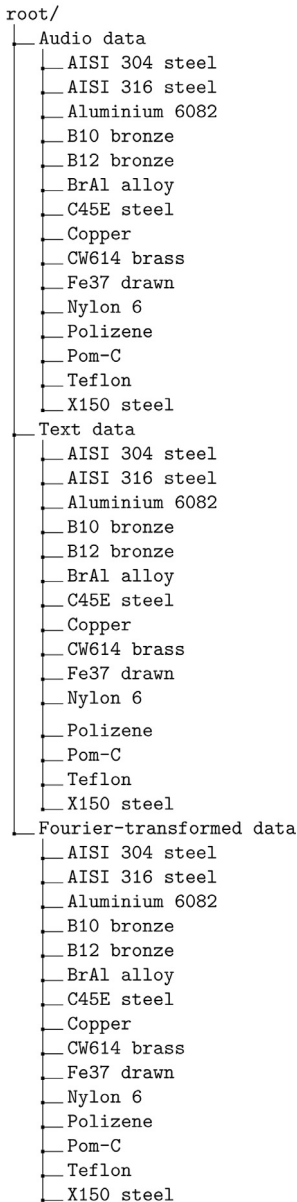 root/
Audio data
AISI 304 steel
AISI 316 steel
Aluminium 6082
B10 bronze
B12 bronze
BrAl alloy
C45E steel
Copper
CW614 brass
Fe37 drawn
Nylon 6
Polizene
Pom-C
Teflon
X150 steel
Text data
AISI 304 steel
AISI 316 steel
Aluminium 6082
B10 bronze
B12 bronze
BrAl alloy
C45E steel
Copper
CW614 brass
Fe37 drawn
Nylon 6
Polizene
Pom-C
Teflon
X150 steel
Fourier-transformed data
AISI 304 steel
AISI 316 steel
Aluminium 6082
B10 bronze
B12 bronze
BrAl alloy
C45E steel
Copper
CW614 brass
Fe37 drawn
Nylon 6
Polizene
Pom-C
Teflon
X150 steel